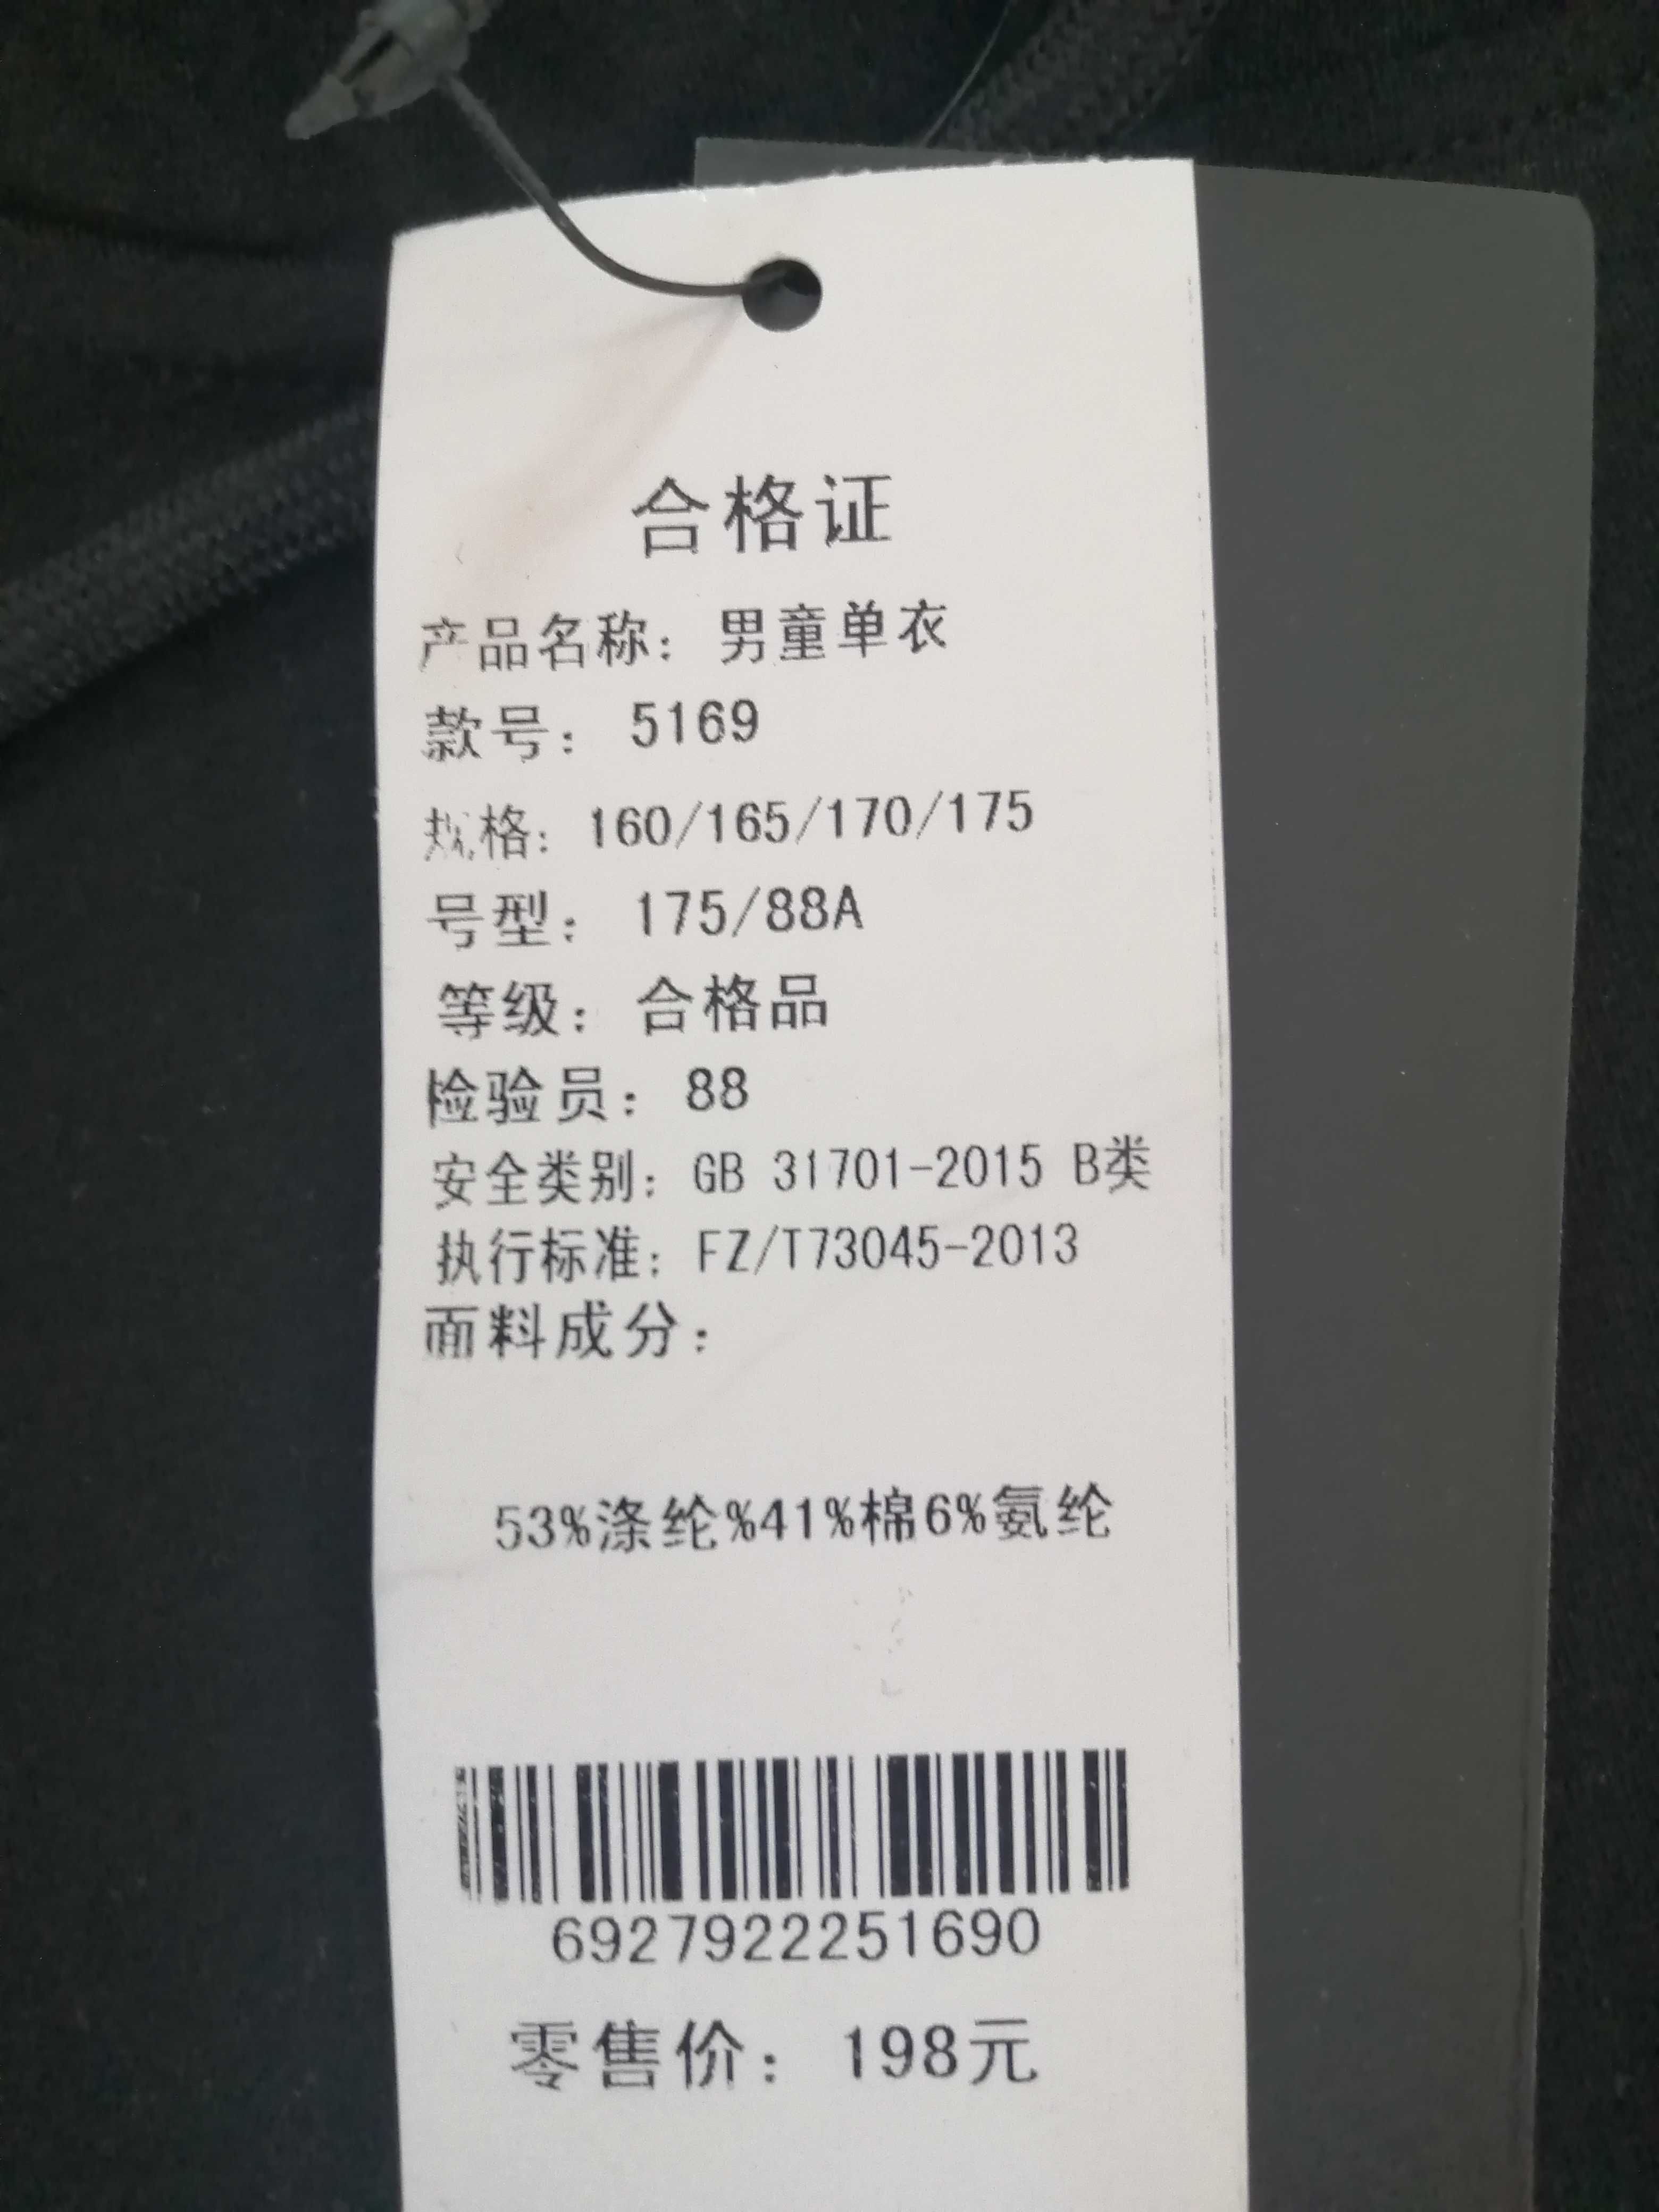 合格证
产品名称：男童单衣
款号：5169
规格：160/165/170/175
号型：175/88A
等级：合格品
检验员：88
安全类别：GB 31701-2015 B类
执行标准：FZ/T73045-2013
面料成分：
53%涤纶%41%棉6%氨纶
6927922251690
零售价：198元